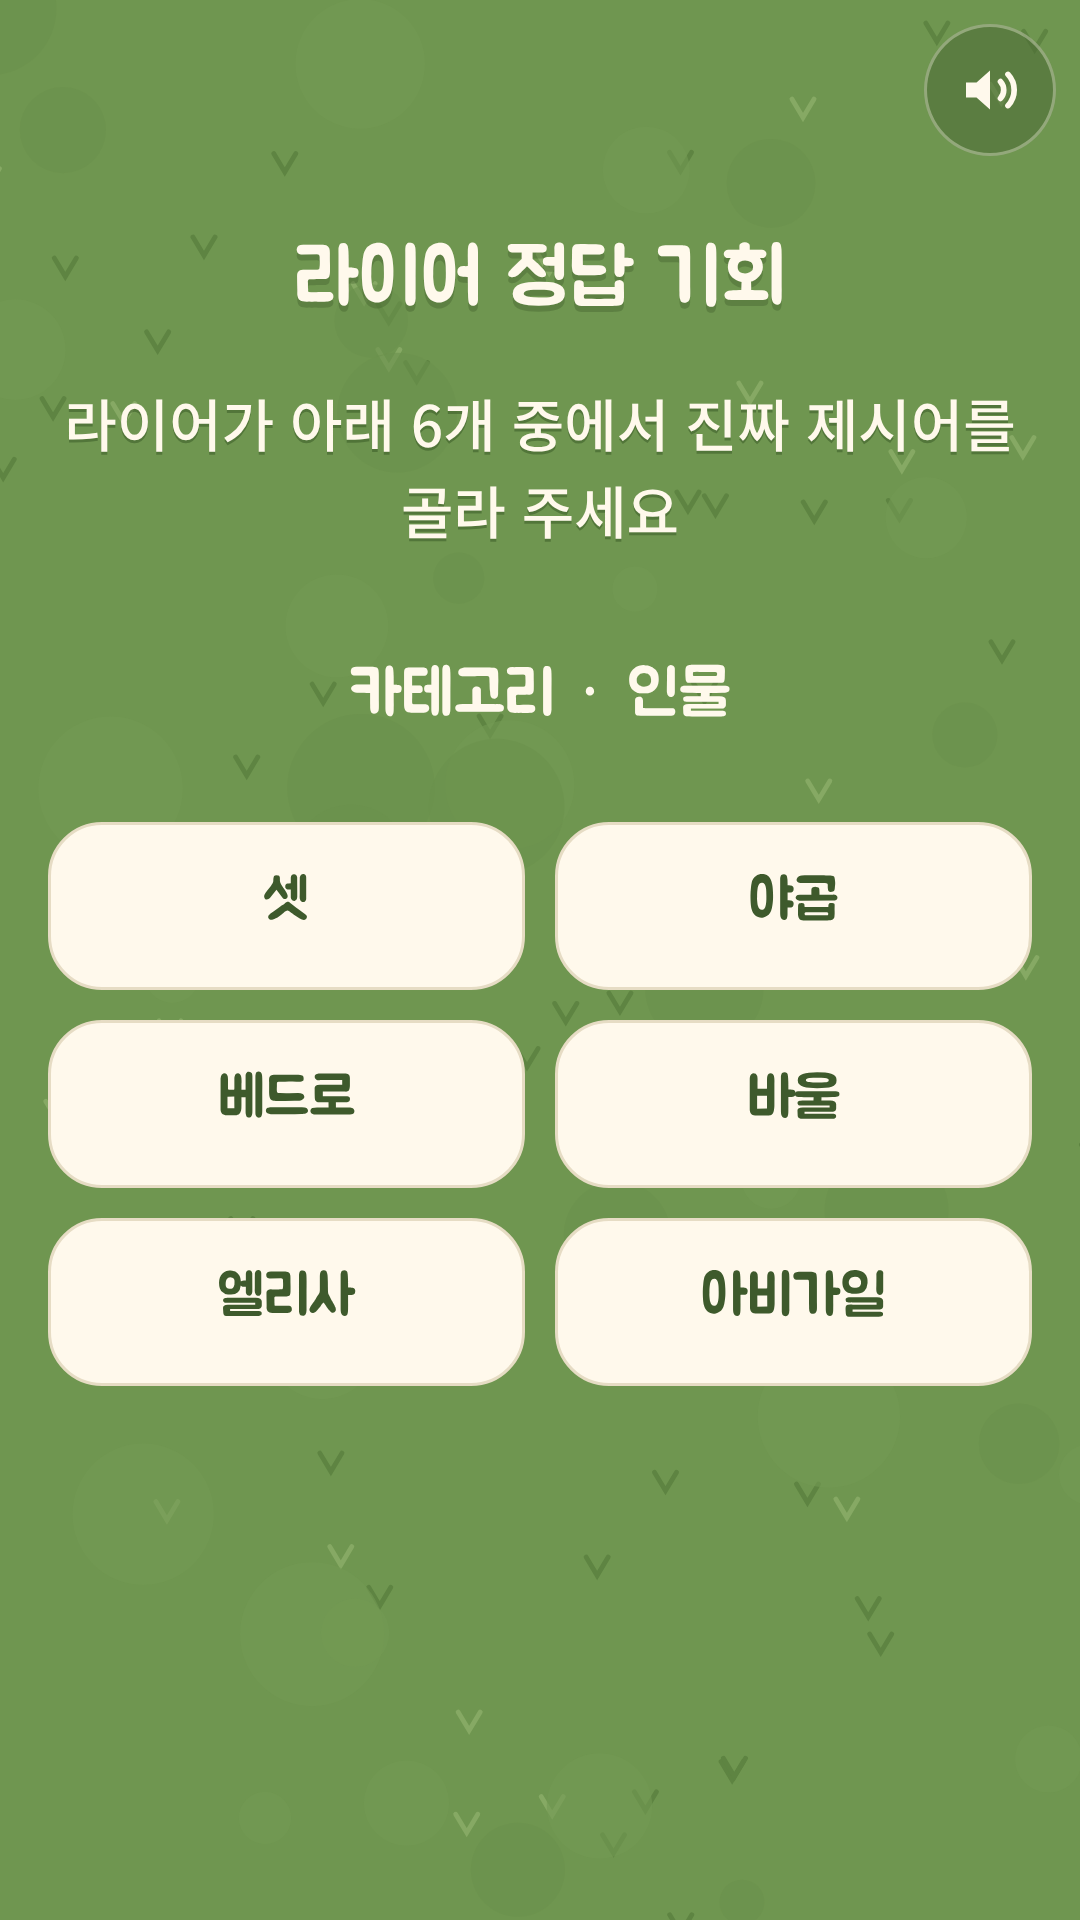 라이어 정답 기회
라이어가 아래 6개 중에서 진짜 제시어를
골라 주세요
카테고리 · 인물
셋
야곱
베드로
바울
엘리사
아비가일